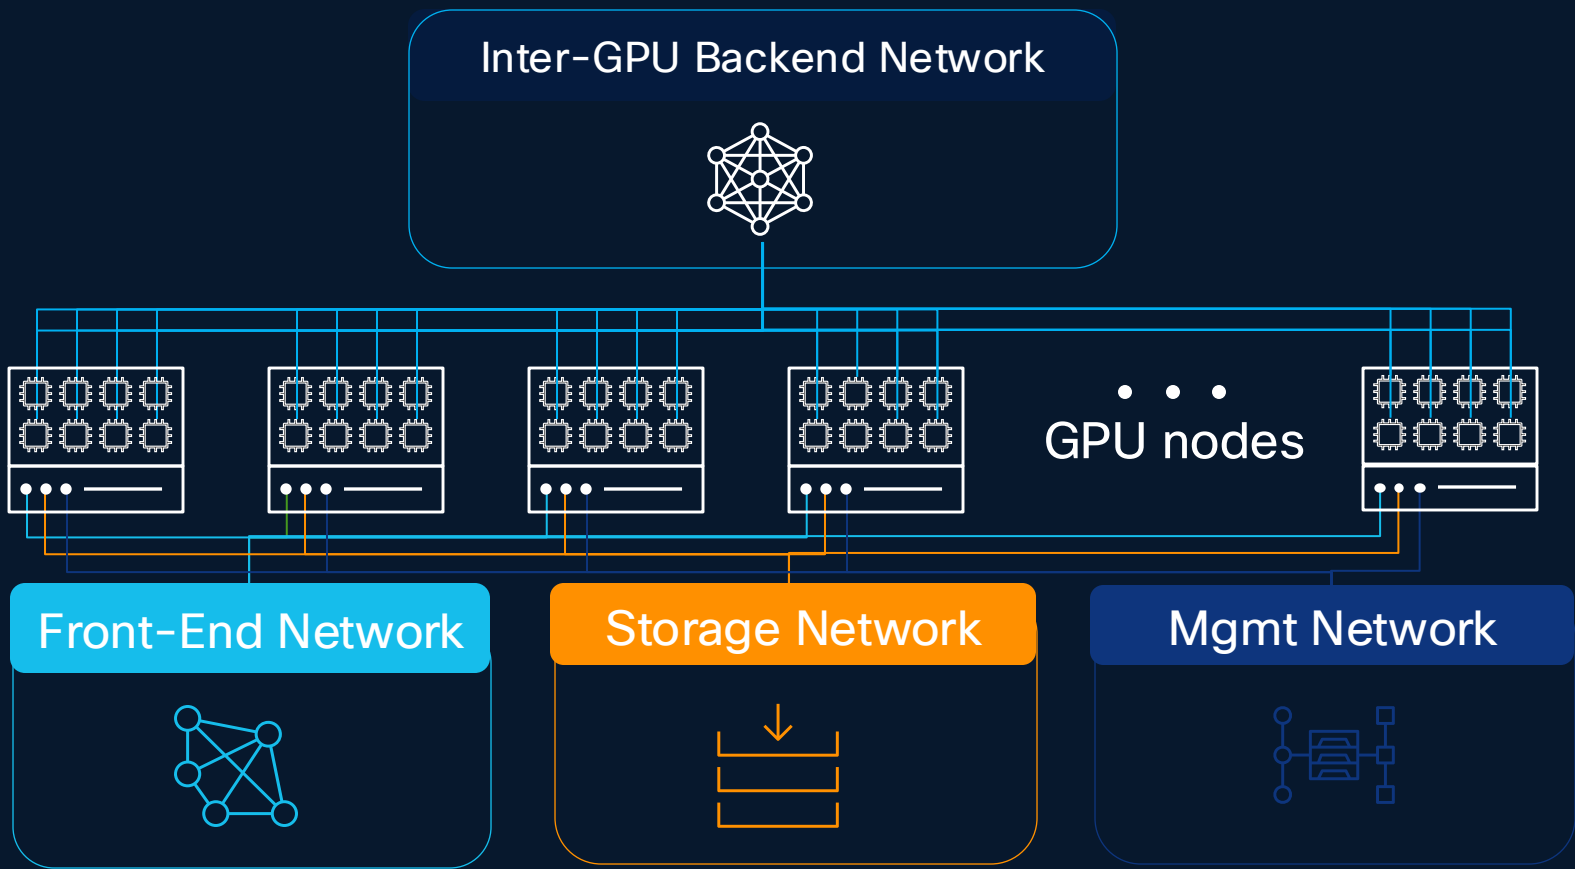 Inter-GPU Backend Network
GPU nodes
Front-End Network
Storage Network
Mgmt Network